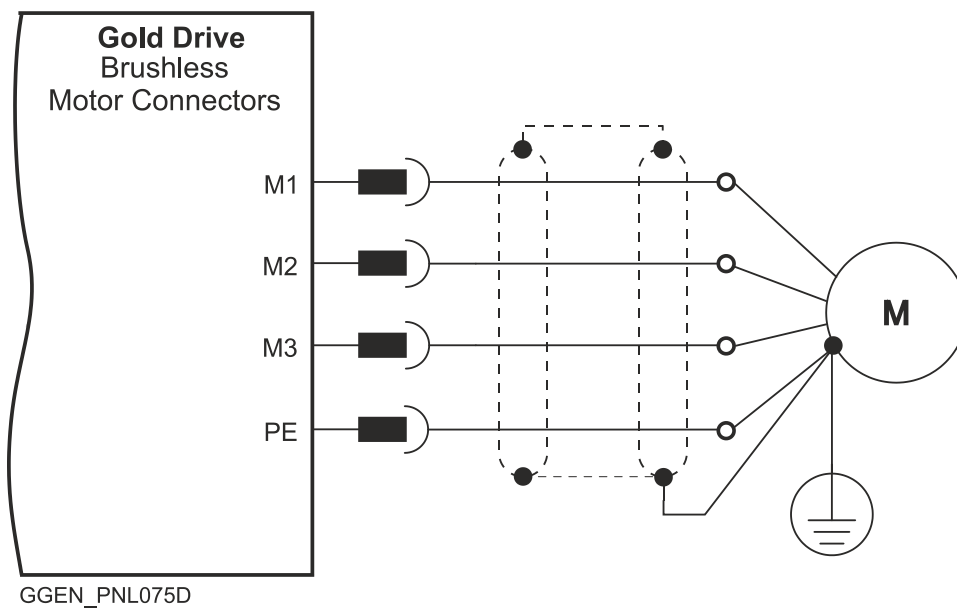 Gold Drive
Brushless
Motor Connectors
M1
M2
M3
PE
M
GGEN_PNL075D